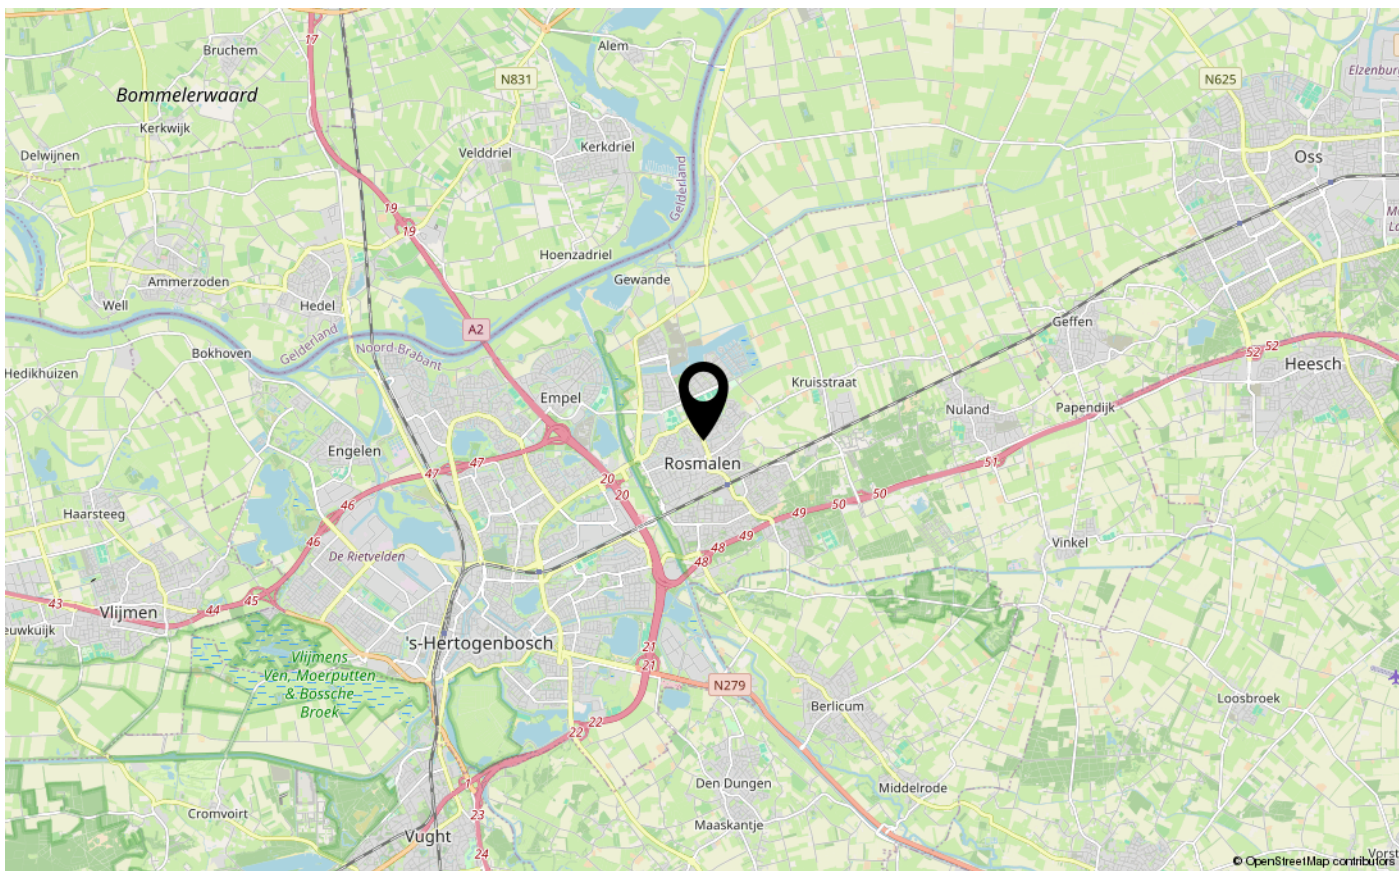 17
Bruchem
Alem
N831
N625
Bommelerwaard
Kerkwijk
Delwijnen
Velddriel
Kerkdriel
Oss
Gelderland
19
19
Hoenzadriel
Gewande
Ammerzoden
Well
Hedel
A2
Geffen
Gelderland
Noord-Brabant
Bokhoven
52
52
Heesch
Hedikhuizen
Kruisstraat
Empel
Nuland
Papendijk
Engelen
Rosmalen
47
47
20
20
51
46
50
50
49
Haarsteeg
46
49
48
48
De Rietvelden
Vinkel
43
44
45
Vlijmen
's-Hertogenbosch
21
21
Vlijmens
Ven, Moerputten
& Bossche
Broek
N279
Loosbroek
Berlicum
22
22
1
Den Dungen
Middelrode
Cromvoirt
23
Maaskantje
Vught
24
© OpenStreetMap contributors